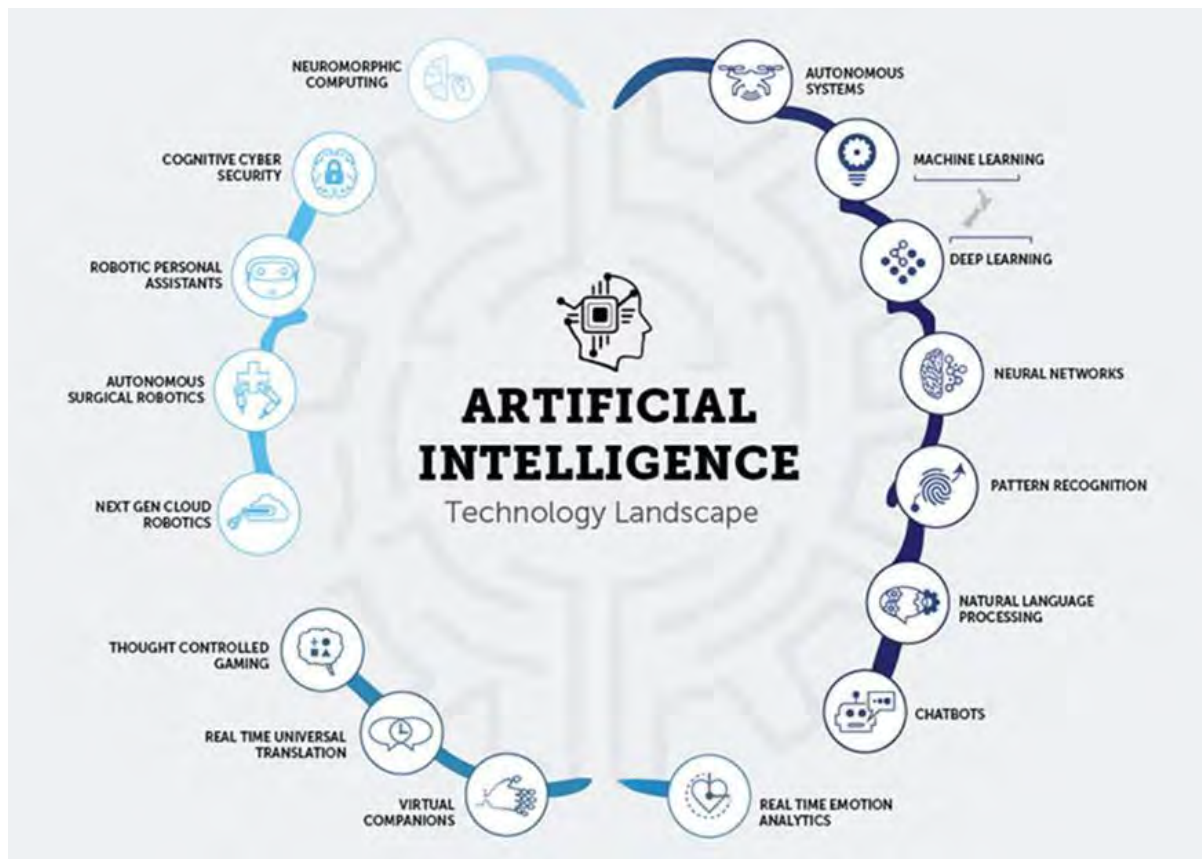 NEUROMORPHIC
COMPUTING
COGNITIVE CYBER
SECURITY
ROBOTIC PERSONAL
ASSISTANTS
AUTONOMOUS
SURGICAL ROBOTICS
NEXT GEN CLOUD
ROBOTICS
THOUGHT CONTROLLED
GAMING
REAL TIME UNIVERSAL
TRANSLATION
VIRTUAL
COMPANIONS
ARTIFICIAL
INTELLIGENCE
Technology Landscape
AUTONOMOUS
SYSTEMS
MACHINE LEARNING
DEEP LEARNING
NEURAL NETWORKS
PATTERN RECOGNITION
NATURAL LANGUAGE
PROCESSING
CHATBOTS
REAL TIME EMOTION
ANALYTICS